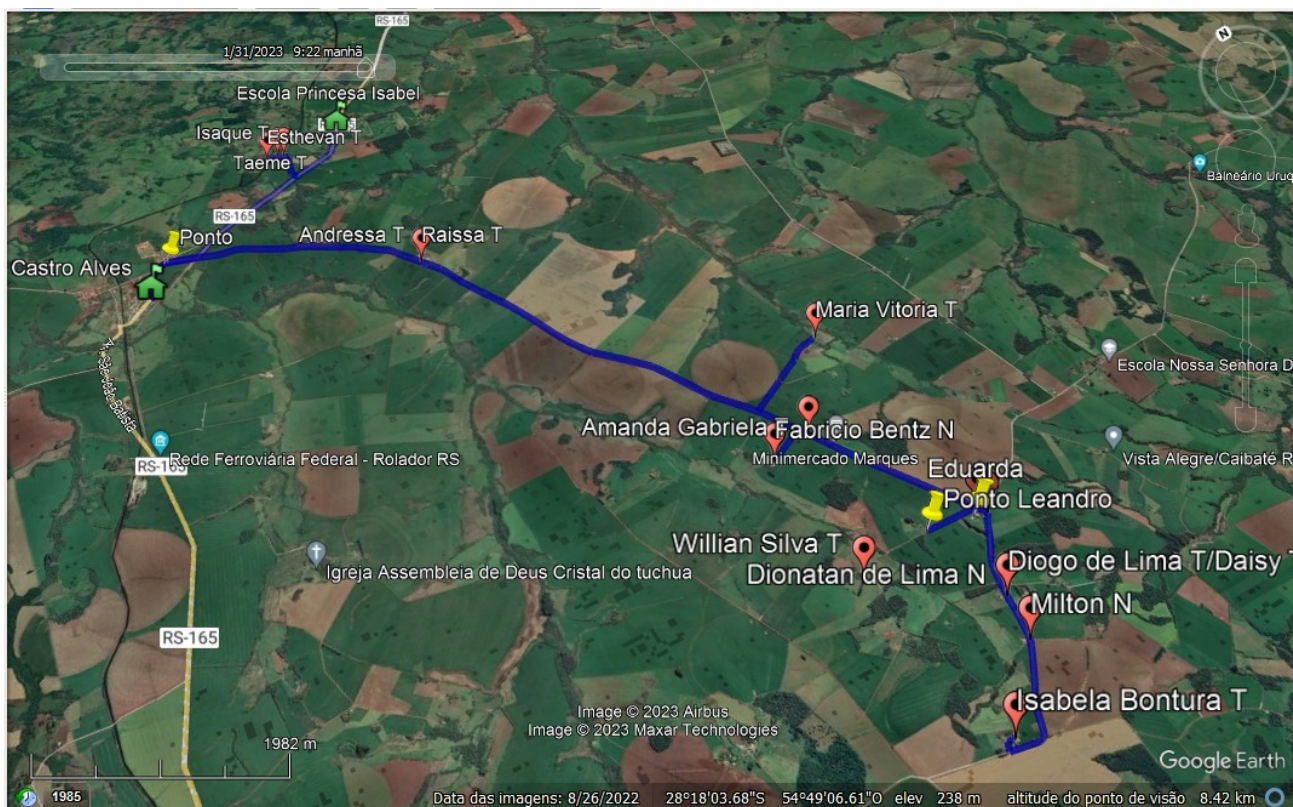 RS-165
N
1/31/2023 9:22 manhã
Escola Princesa Isabel
Isaque T
Esthevan T
Taeme T
Balneário Uruq
RS-165
Ponto
Andressa T
Raissa T
Castro Alves
Maria Vitoria T
V. São João Batista
Escola Nossa Senhora D
Amanda Gabriela T
Fabricio Bentz N
Minimercado Marques
Rede Ferroviária Federal - Rolador RS
RS-165
Vista Alegre/Caibaté R
Eduarda
Ponto Leandro
Willian Silva T
Dionatan de Lima N
Igreja Assembleia de Deus Cristal do tuchua
Diogo de Lima T/Daisy T
Milton N
RS-165
Isabela Bontura T
Image © 2023 Airbus
Image © 2023 Maxar Technologies
1982 m
Google Earth
1985
Data das imagens: 8/26/2022 28°18'03.68"S 54°49'06.61"O elev 238 m altitude do ponto de visão 8.42 km